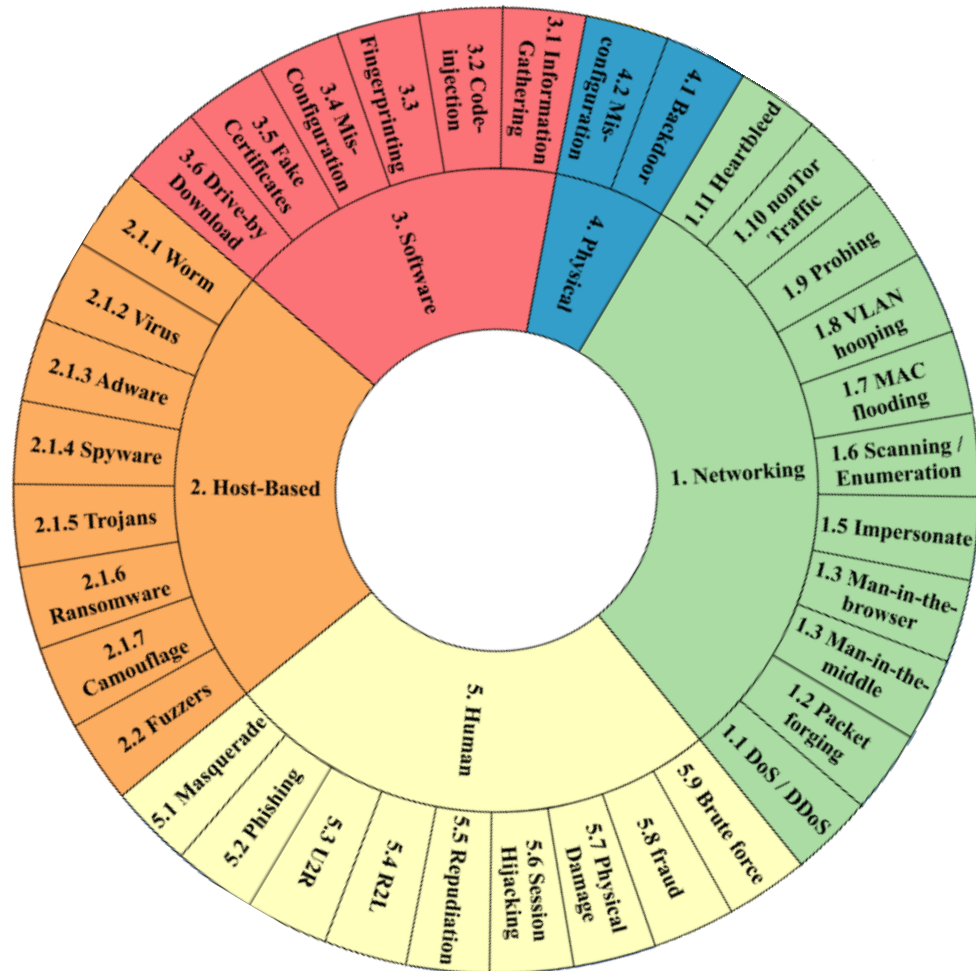 1. Networking
1.1 DoS / DDoS
1.2 Packet
forging
1.3 Man-in-the-
middle
1.3 Man-in-the-
browser
1.5 Impersonate
1.6 Scanning /
Enumeration
1.7 MAC
flooding
1.8 VLAN
hooping
1.9 Probing
1.10 nonTor
Traffic
1.11 Heartbleed
2. Host-Based
2.1.1 Worm
2.1.2 Virus
2.1.3 Adware
2.1.4 Spyware
2.1.5 Trojans
2.1.6
Ransomware
2.1.7
Camouflage
2.2 Fuzzers
3. Software
3.1 Information
Gathering
3.2 Code-
injection
3.3
Fingerprinting
3.4 Mis-
Configuration
3.5 Fake
Certificates
3.6 Drive-by
Download
4. Physical
4.1 Backdoor
4.2 Mis-
configuration
5. Human
5.1 Masquerade
5.2 Phishing
5.3 U2R
5.4 R2L
5.5 Repudiation
5.6 Session
Hijacking
5.7 Physical
Damage
5.8 fraud
5.9 Brute force